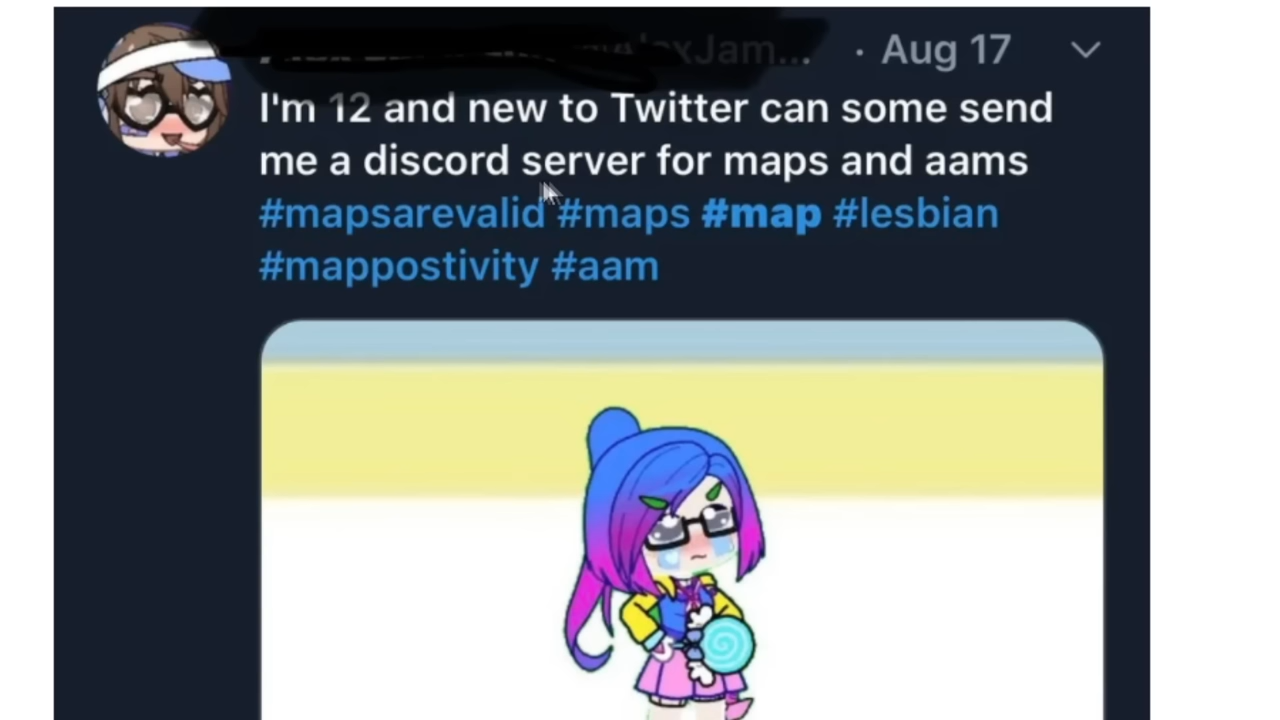 · Aug 17
I'm 12 and new to Twitter can some send
me a discord server for maps and aams
#mapsarevalid #maps #map #lesbian
#mappostivity #aam